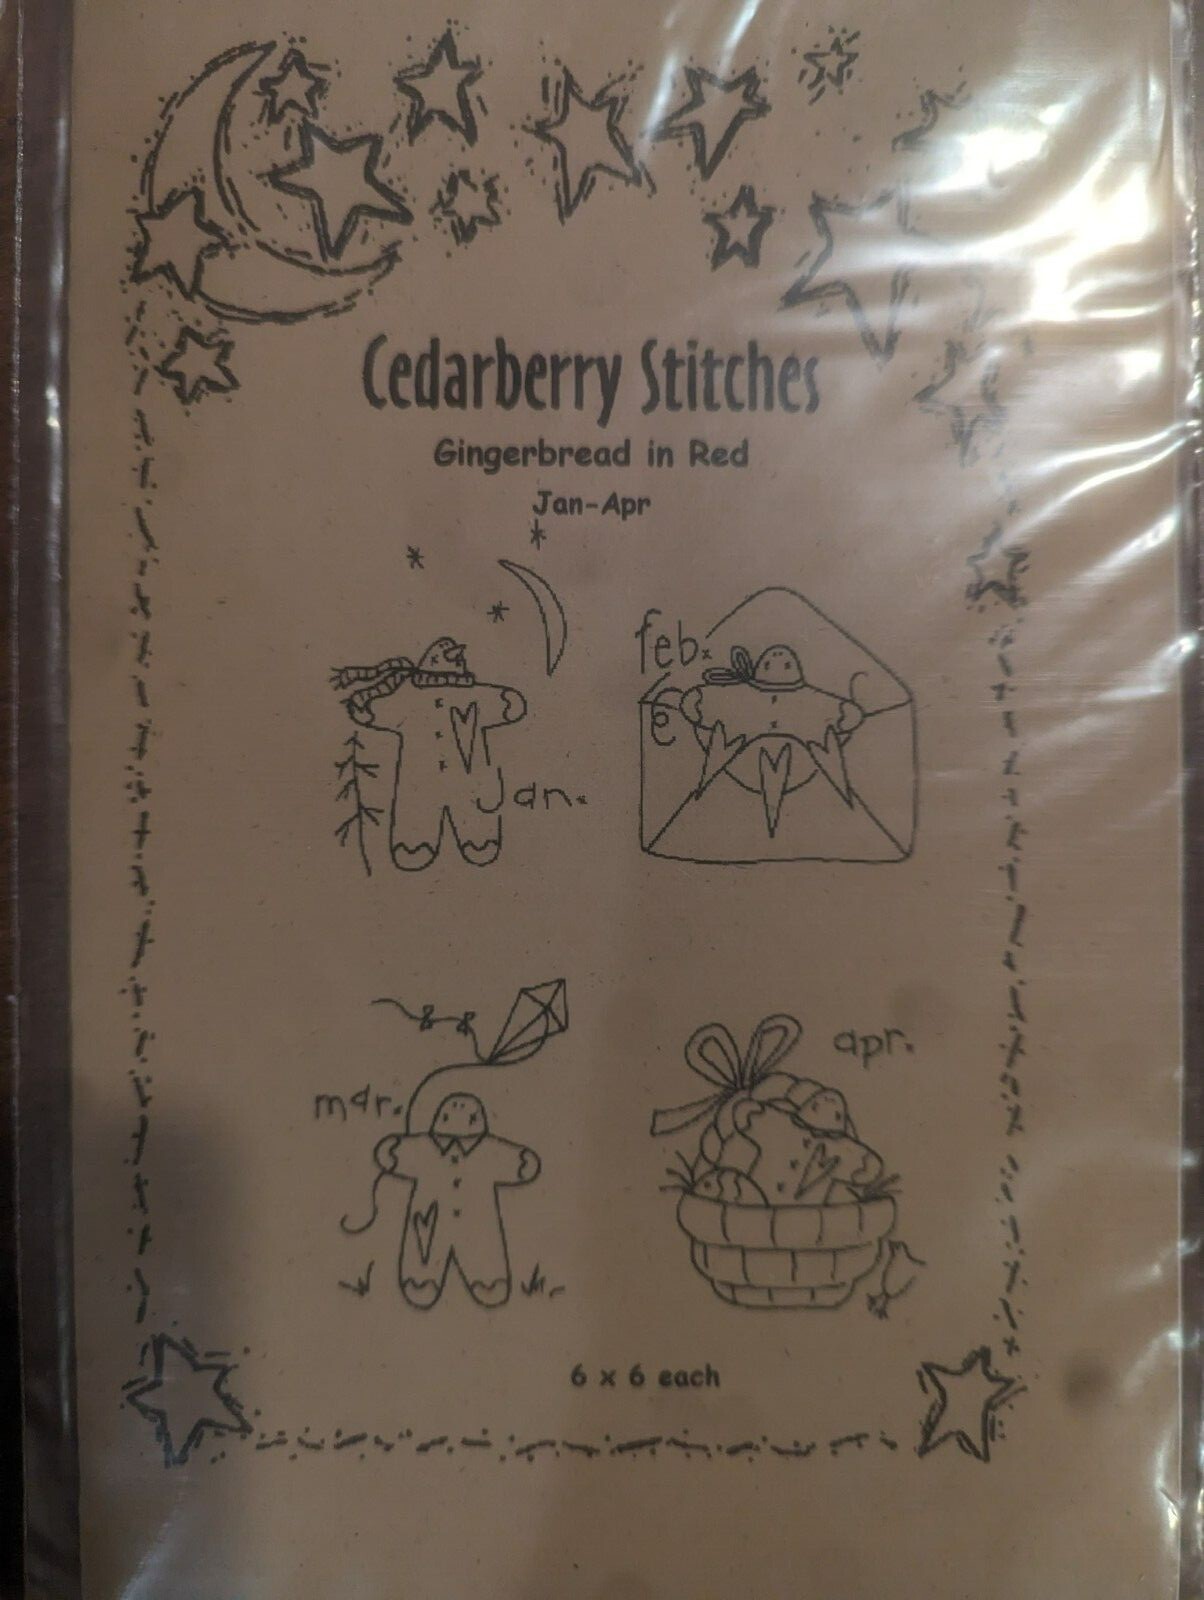 Cedarberry Stitches
Gingerbread in Red
Jan-Apr
feb.
Jan.
mar.
apr.
6 x 6 each